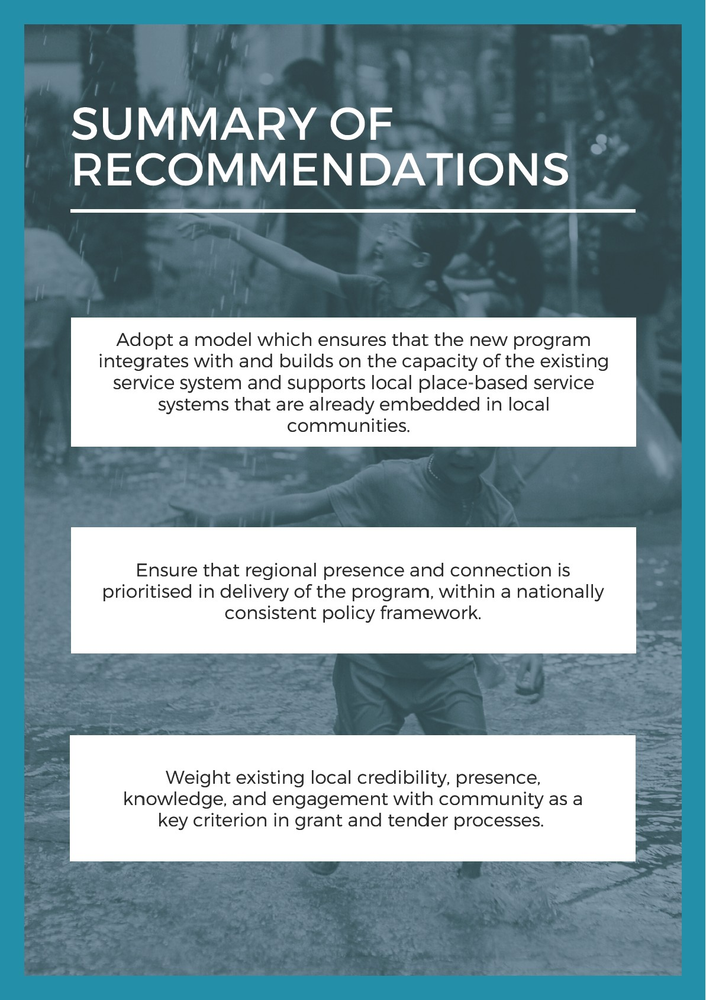 SUMMARY OF
RECOMMENDATIONS
Adopt a model which ensures that the new program
integrates with and builds on the capacity of the existing
service system and supports local place-based service
systems that are already embedded in local
communities.
Ensure that regional presence and connection is
prioritised in delivery of the program, within a nationally
consistent policy framework.
Weight existing local credibility, presence,
knowledge, and engagement with community as a
key criterion in grant and tender processes.